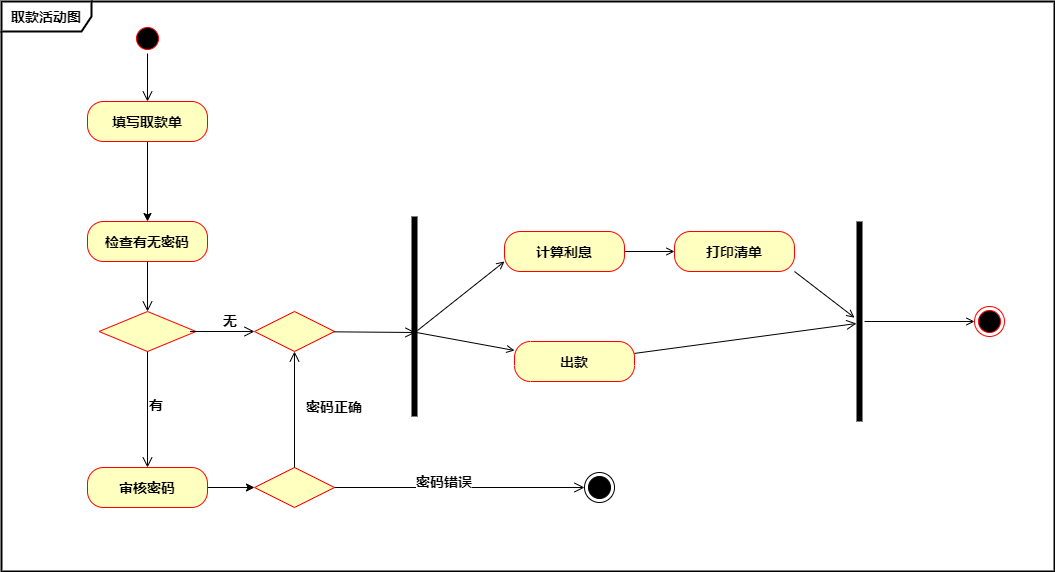 取款活动图
填写取款单
检查有无密码
无
有
审核密码
密码正确
密码错误
计算利息
打印清单
出款